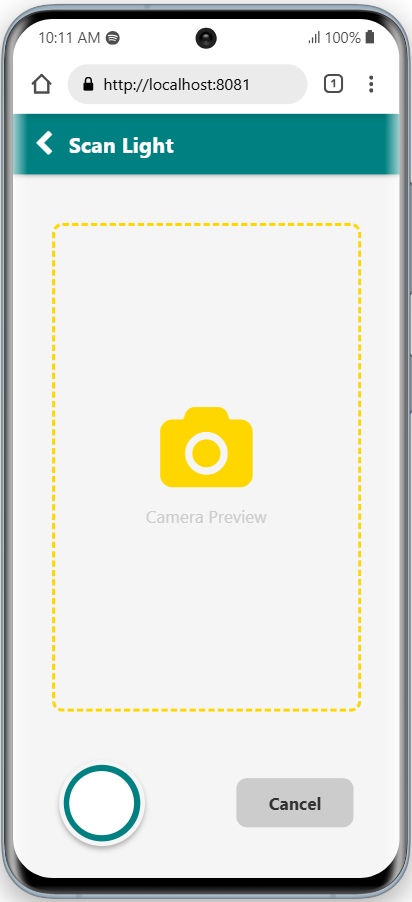 10:11 AM 100%
http://localhost:8081 1
Scan Light
Camera Preview
Cancel